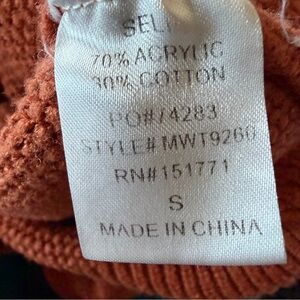 SELF
70% ACRYLIC
30% COTTON
PO#74283
STYLE# MWT9260
RN#151771
S
MADE IN CHINA